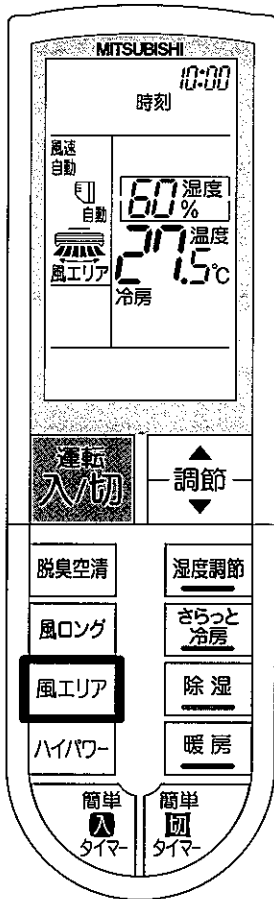 MITSUBISHI
10:00
時刻
風速
自動
自動
風エリア
60%
湿度
27.5℃
温度
冷房
運転
入/切
▲
調節
▼
脱臭空清
湿度調節
風ロング
さらっと
冷房
風エリア
除湿
ハイパワー
暖房
簡単
入
タイマー
簡単
切
タイマー